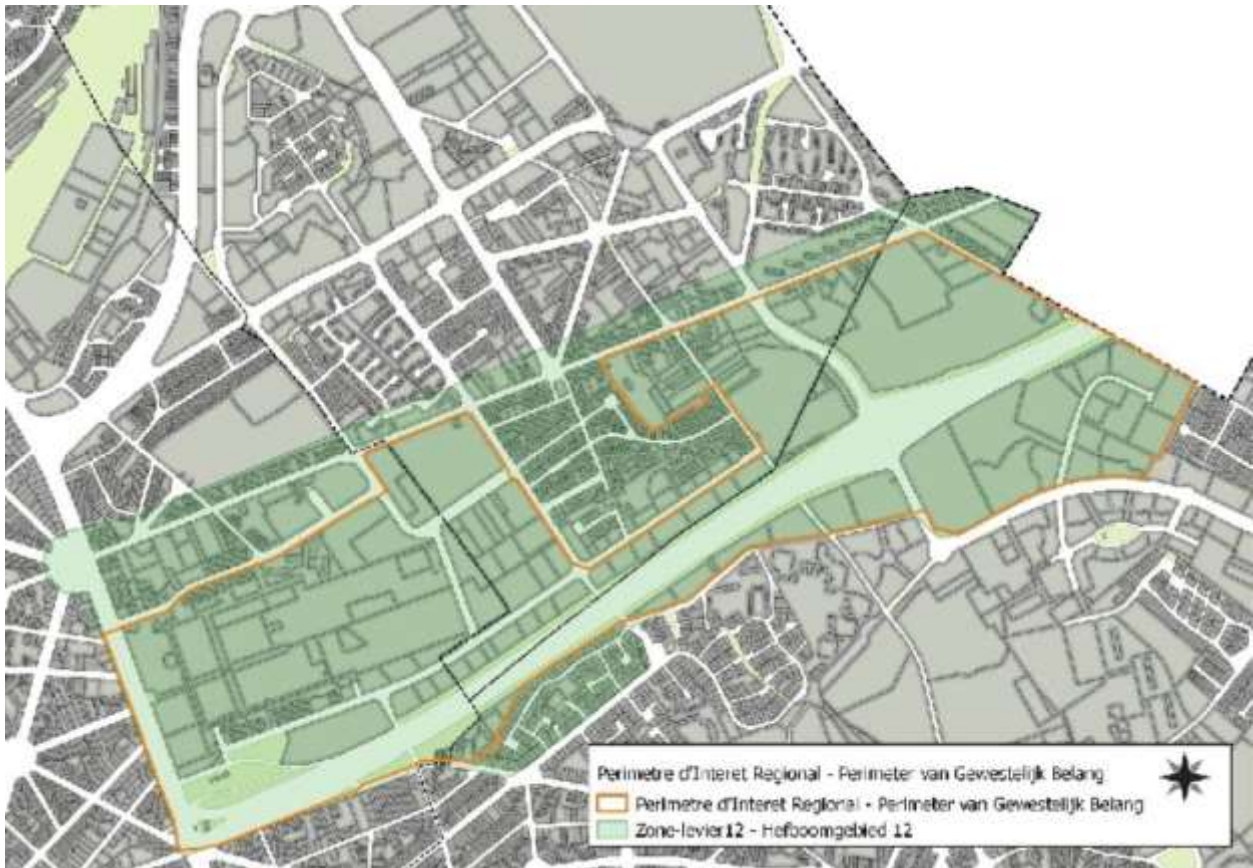 Perimetre d'Interet Regional - Perimeter van Gewestelijk Belang
Perimetre d'Interet Regional - Perimeter van Gewestelijk Belang
Zone-levier12 - Hefboomgebied 12